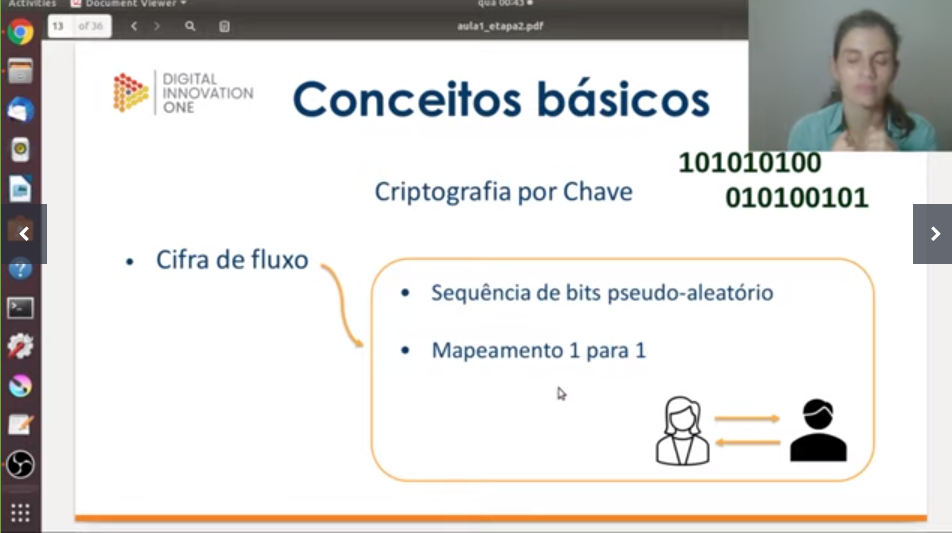 Activities
Document Viewer
qua 00:43
13 of 36
aula1_etapa2.pdf
DIGITAL
INNOVATION
ONE
Conceitos básicos
101010100
010100101
Criptografia por Chave
• Cifra de fluxo
• Sequência de bits pseudo-aleatório
• Mapeamento 1 para 1